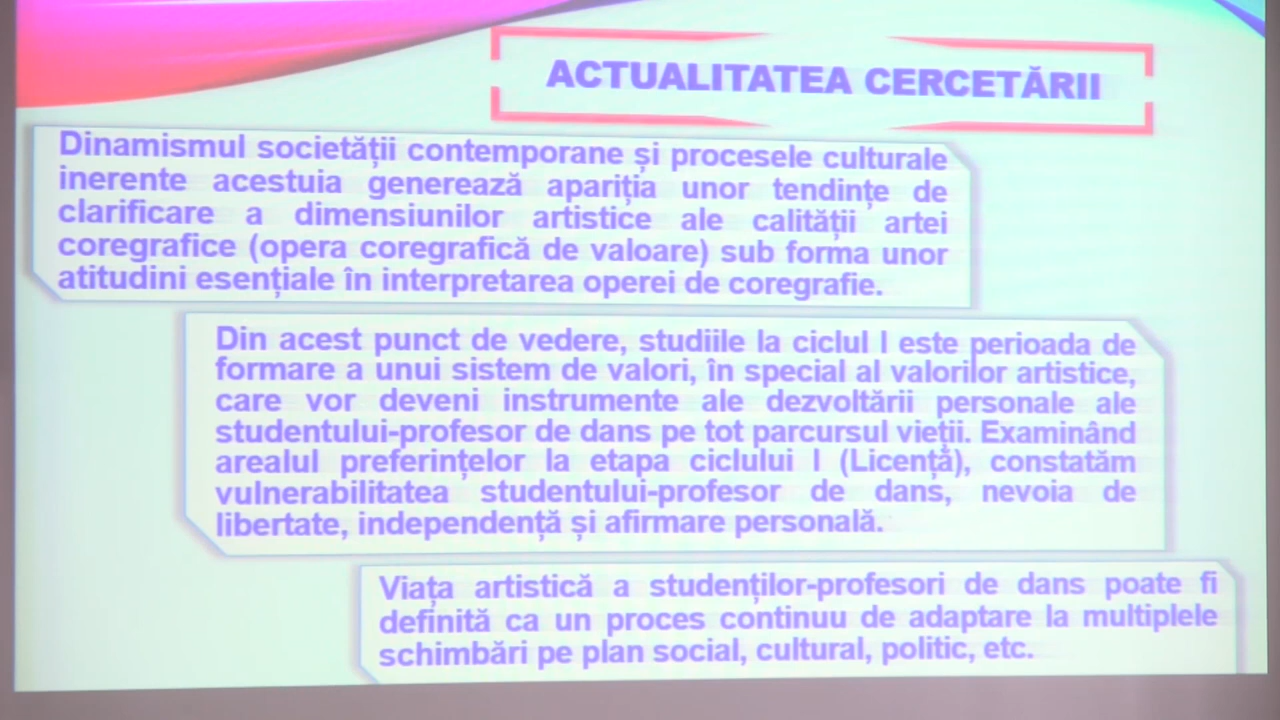 ACTUALITATEA CERCETĂRII
Dinamismul societății contemporane și procesele culturale
inerente acestuia generează apariția unor tendințe de
clarificare a dimensiunilor artistice ale calității artei
coregrafice (opera coregrafică de valoare) sub forma unor
atitudini esențiale în interpretarea operei de coregrafie.
Din acest punct de vedere, studiile la ciclul I este perioada de
formare a unui sistem de valori, în special al valorilor artistice,
care vor deveni instrumente ale dezvoltării personale ale
studentului-profesor de dans pe tot parcursul vieții. Examinând
arealul preferințelor la etapa ciclului I (Licență), constatăm
vulnerabilitatea studentului-profesor de dans, nevoia de
libertate, independență și afirmare personală.
Viața artistică a studenților-profesori de dans poate fi
definită ca un proces continuu de adaptare la multiplele
schimbări pe plan social, cultural, politic, etc.